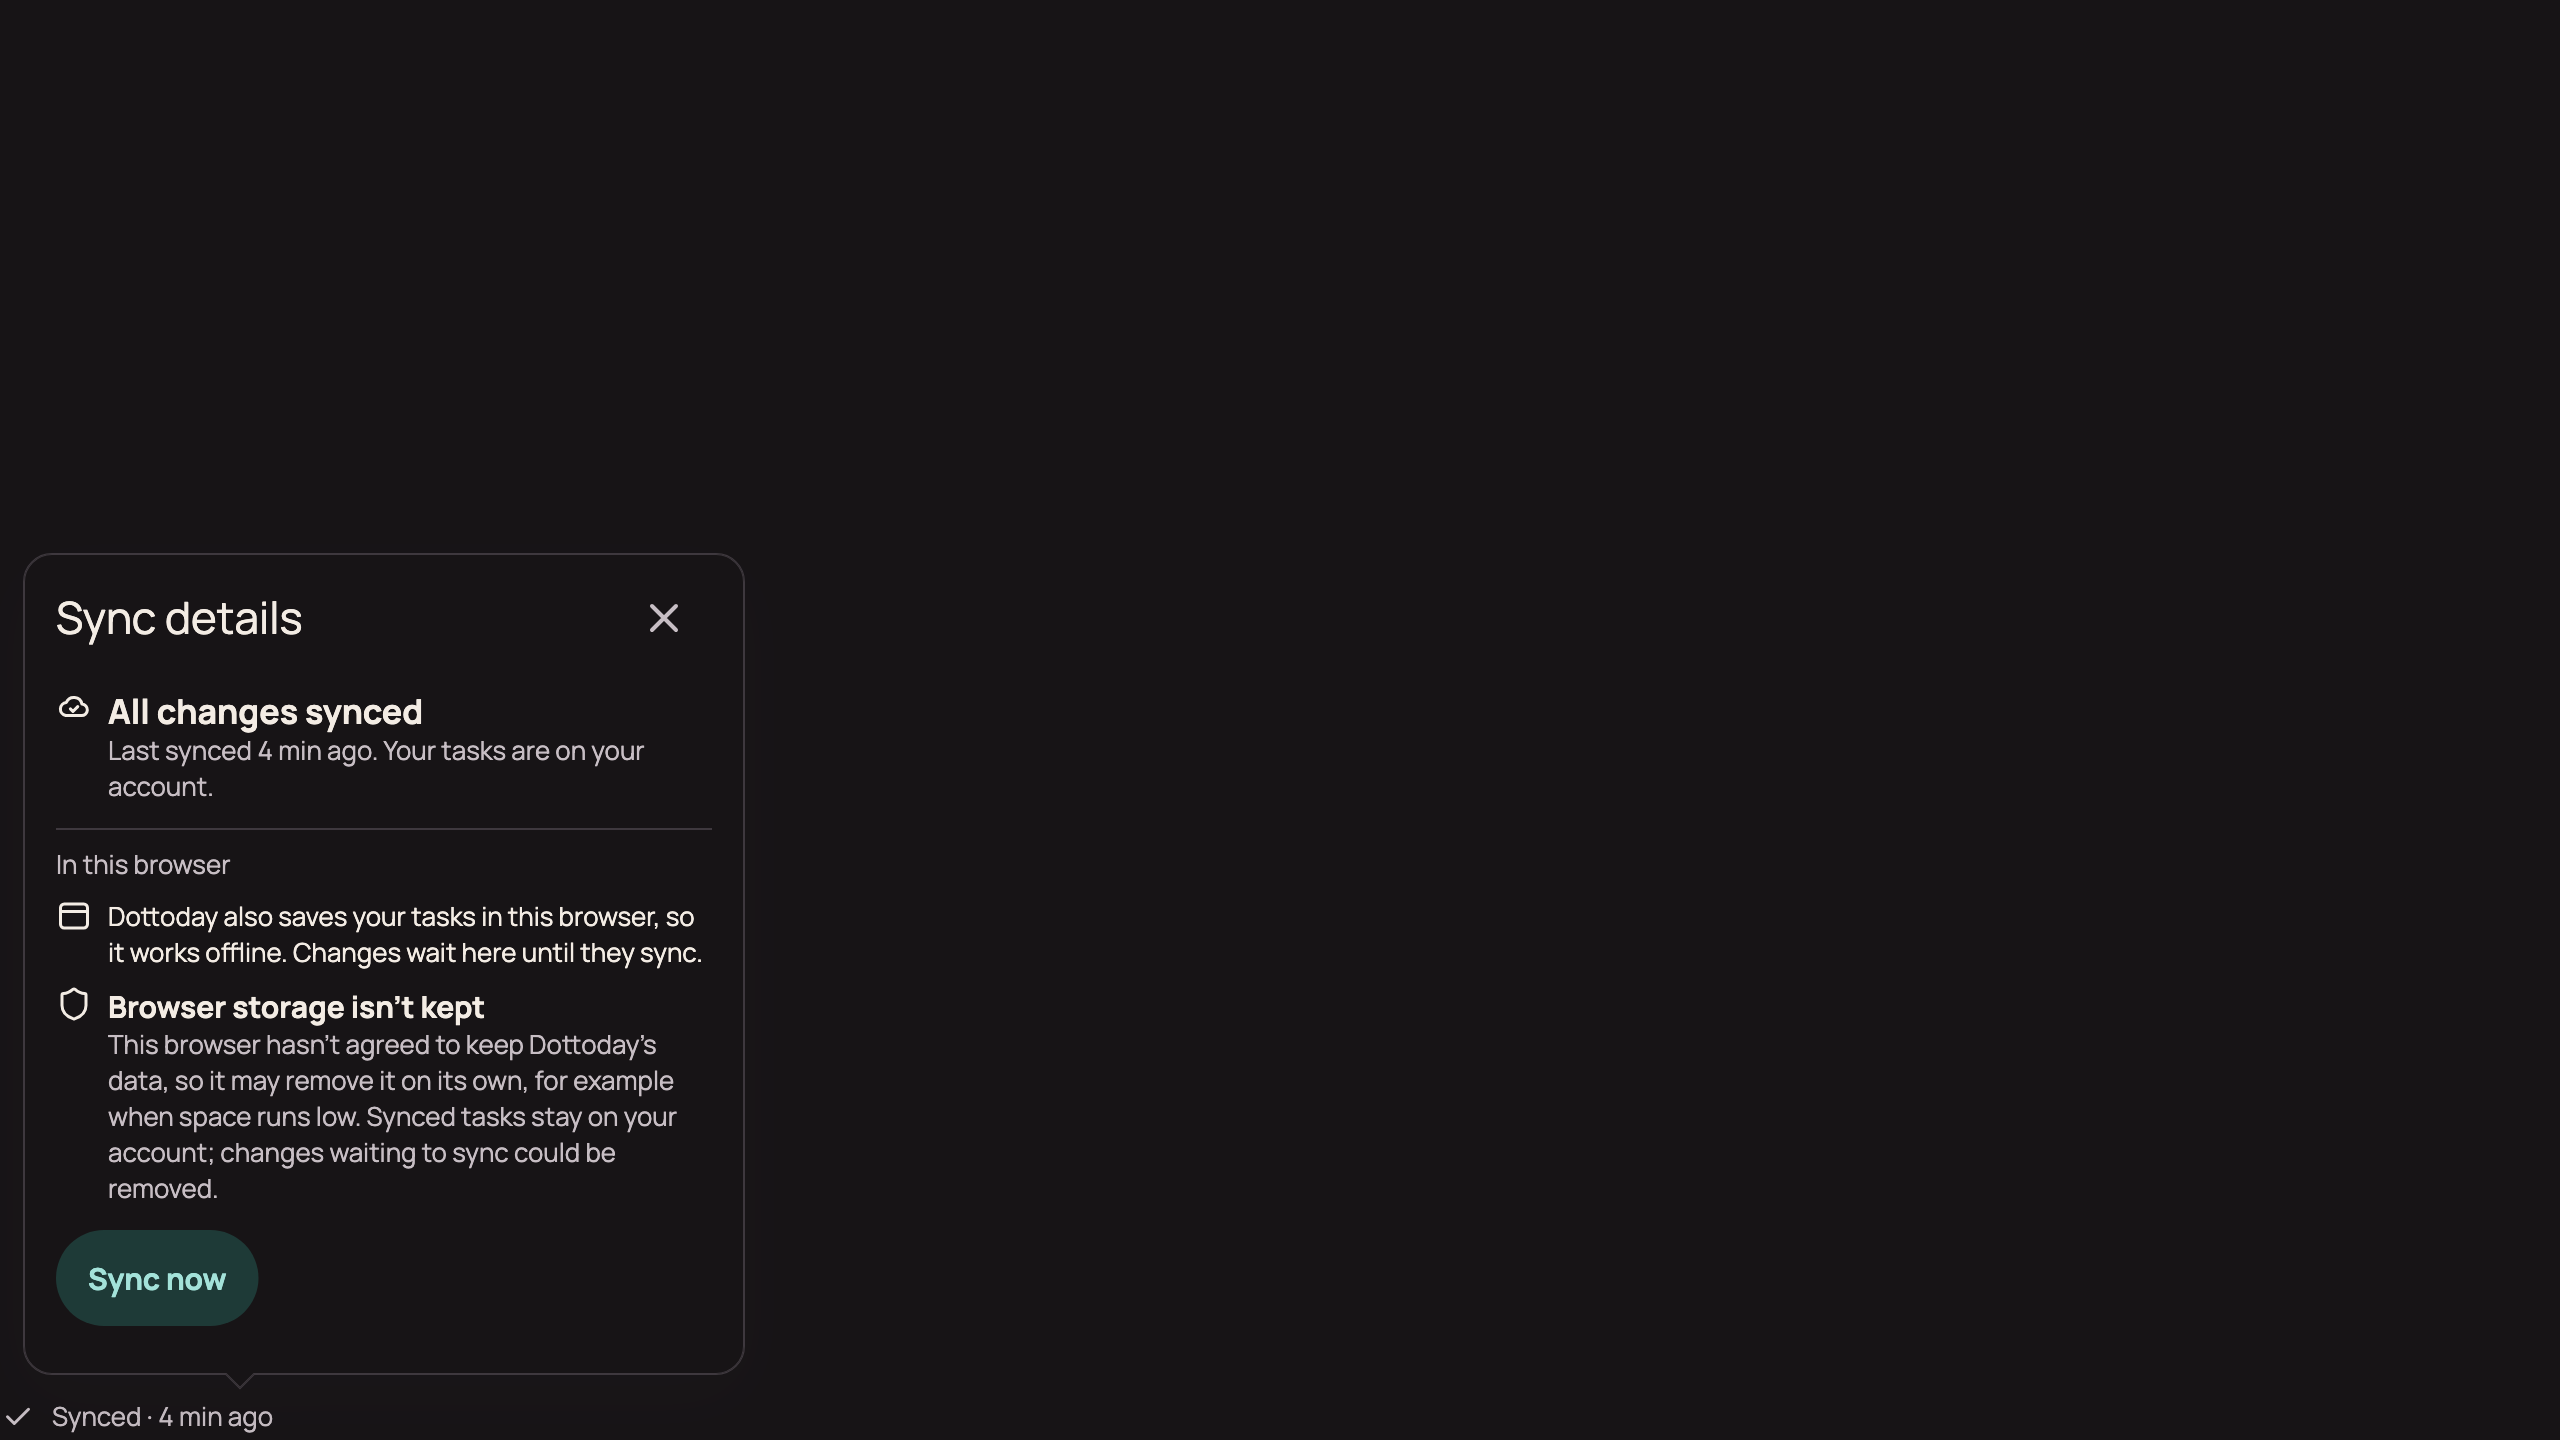 Sync details
All changes synced
Last synced 4 min ago. Your tasks are on your
account.
In this browser
Dottoday also saves your tasks in this browser, so
it works offline. Changes wait here until they sync.
Browser storage isn’t kept
This browser hasn’t agreed to keep Dottoday’s
data, so it may remove it on its own, for example
when space runs low. Synced tasks stay on your
account; changes waiting to sync could be
removed.
Sync now
Synced · 4 min ago